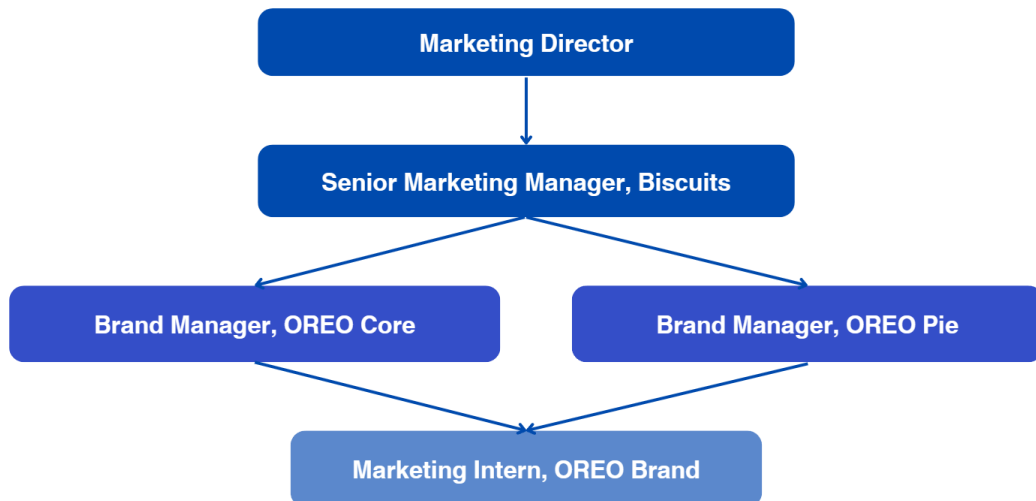 Marketing Director
Senior Marketing Manager, Biscuits
Brand Manager, OREO Core
Brand Manager, OREO Pie
Marketing Intern, OREO Brand